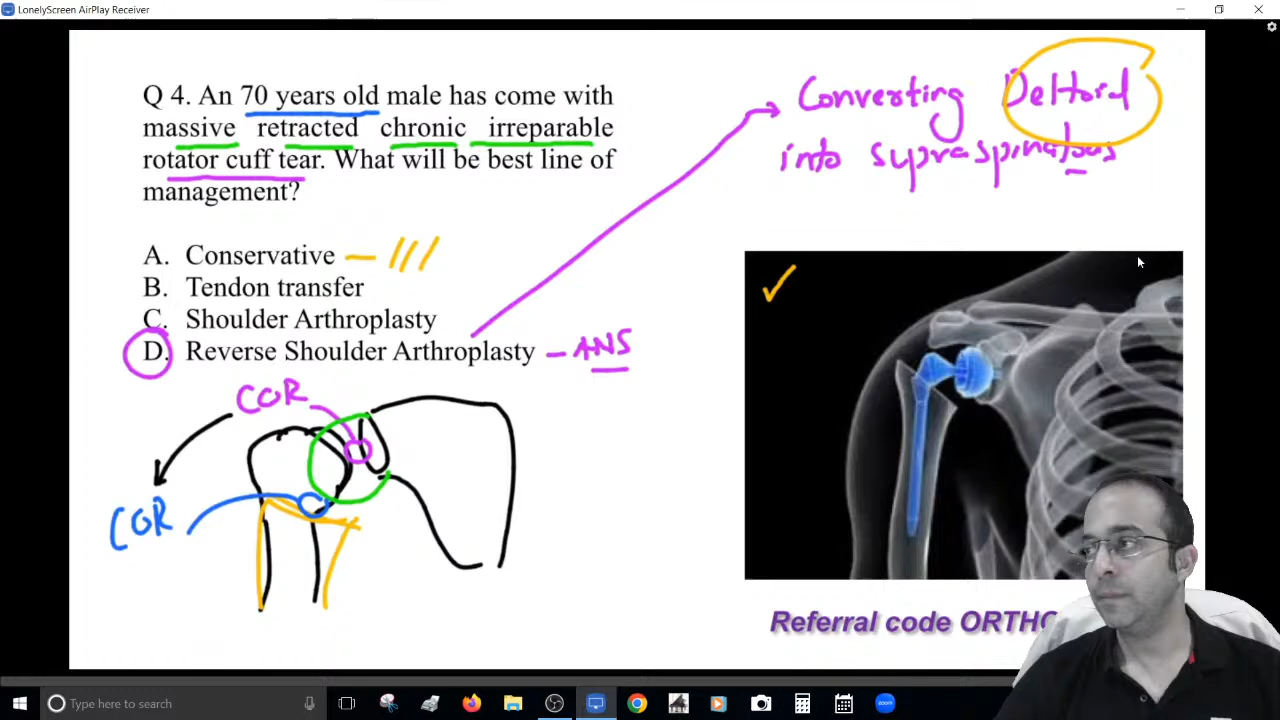 LonelyScreen AirPlay Receiver
Q 4. An 70 years old male has come with
massive retracted chronic irreparable
rotator cuff tear. What will be best line of
management?
A. Conservative
B. Tendon transfer
C. Shoulder Arthroplasty
D. Reverse Shoulder Arthroplasty - ANS
Converting Deltoid
into supraspinatous
COR
COR
Referral code ORTHO
Type here to search
zoom